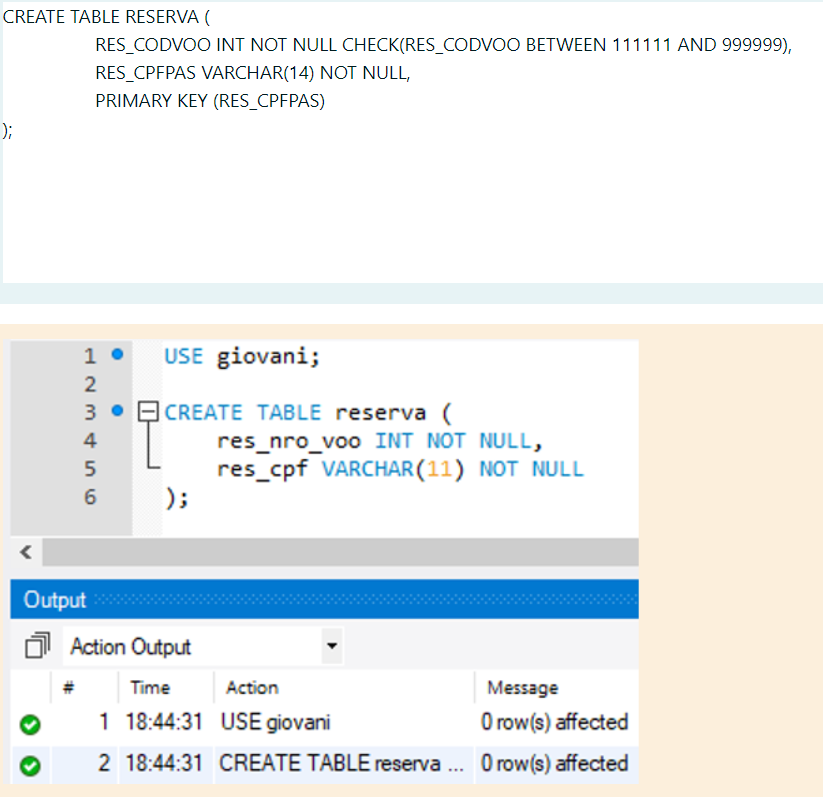 CREATE TABLE RESERVA (
RES_CODVOO INT NOT NULL CHECK(RES_CODVOO BETWEEN 111111 AND 999999),
RES_CPFPAS VARCHAR(14) NOT NULL,
PRIMARY KEY (RES_CPFPAS)
);
1 USE giovani;
2
3 CREATE TABLE reserva (
4 res_nro_voo INT NOT NULL,
5 res_cpf VARCHAR(11) NOT NULL
6 );
Output
Action Output
# Time Action Message
1 18:44:31 USE giovani 0 row(s) affected
2 18:44:31 CREATE TABLE reserva ... 0 row(s) affected